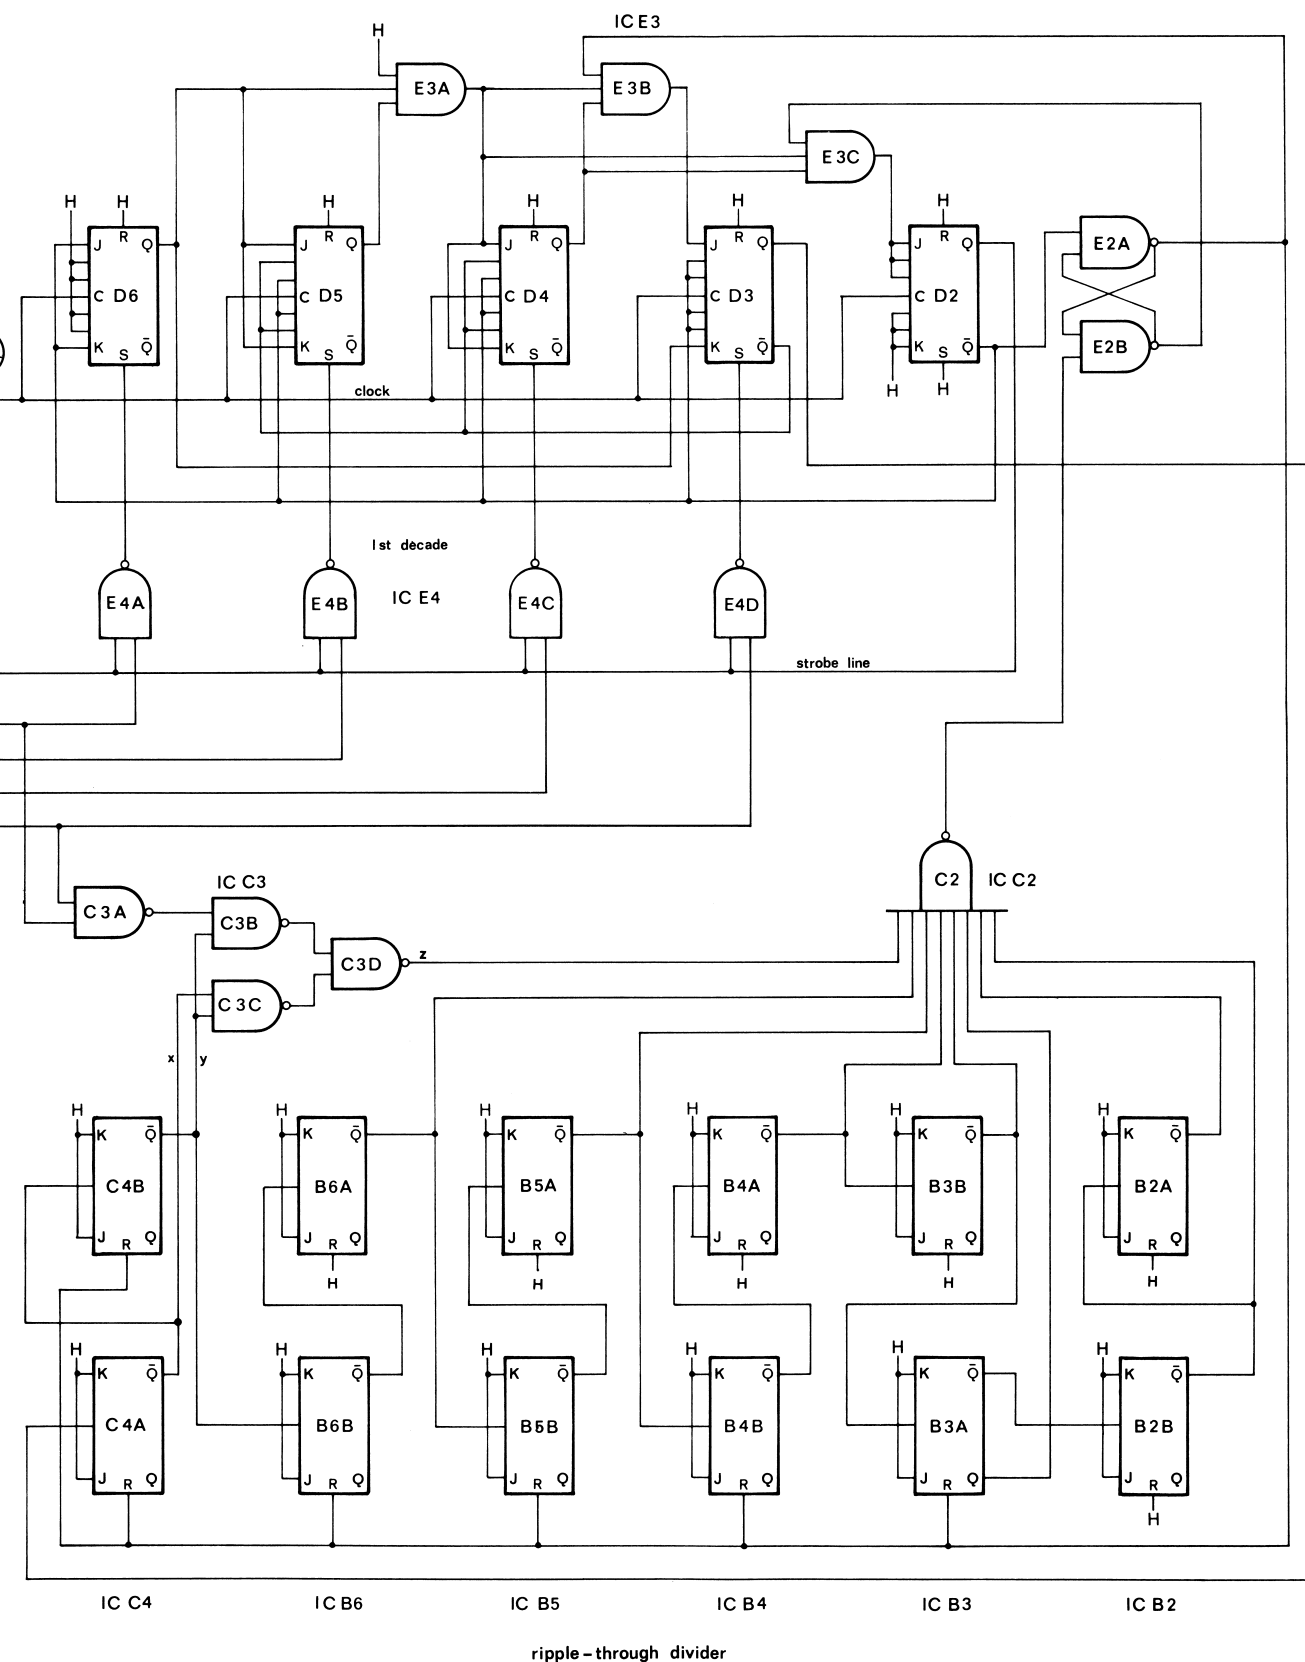 IC E3
H
E3A
E3B
E3C
H H H H H H
J R Q
C D6
K S Q̄
J R Q
C D5
K S Q̄
J R Q
C D4
K S Q̄
J R Q
C D3
K S Q̄
J R Q
C D2
K S Q̄
H H
E2A
E2B
clock
1st decade
IC E4
E4A E4B E4C E4D
strobe line
IC C3
C3A C3B
C3C
C3D z
C2 IC C2
x y
H K Q̄
C4B
J R Q
H K Q̄
B6A
J R Q
H
H K Q̄
B5A
J R Q
H
H K Q̄
B4A
J R Q
H
H K Q̄
B3B
J R Q
H
H K Q̄
B2A
J R Q
H
H K Q̄
C4A
J R Q
H K Q̄
B6B
J R Q
H K Q̄
B5B
J R Q
H K Q̄
B4B
J R Q
H K Q̄
B3A
J R Q
H K Q̄
B2B
J R Q
H
IC C4 IC B6 IC B5 IC B4 IC B3 IC B2
ripple-through divider